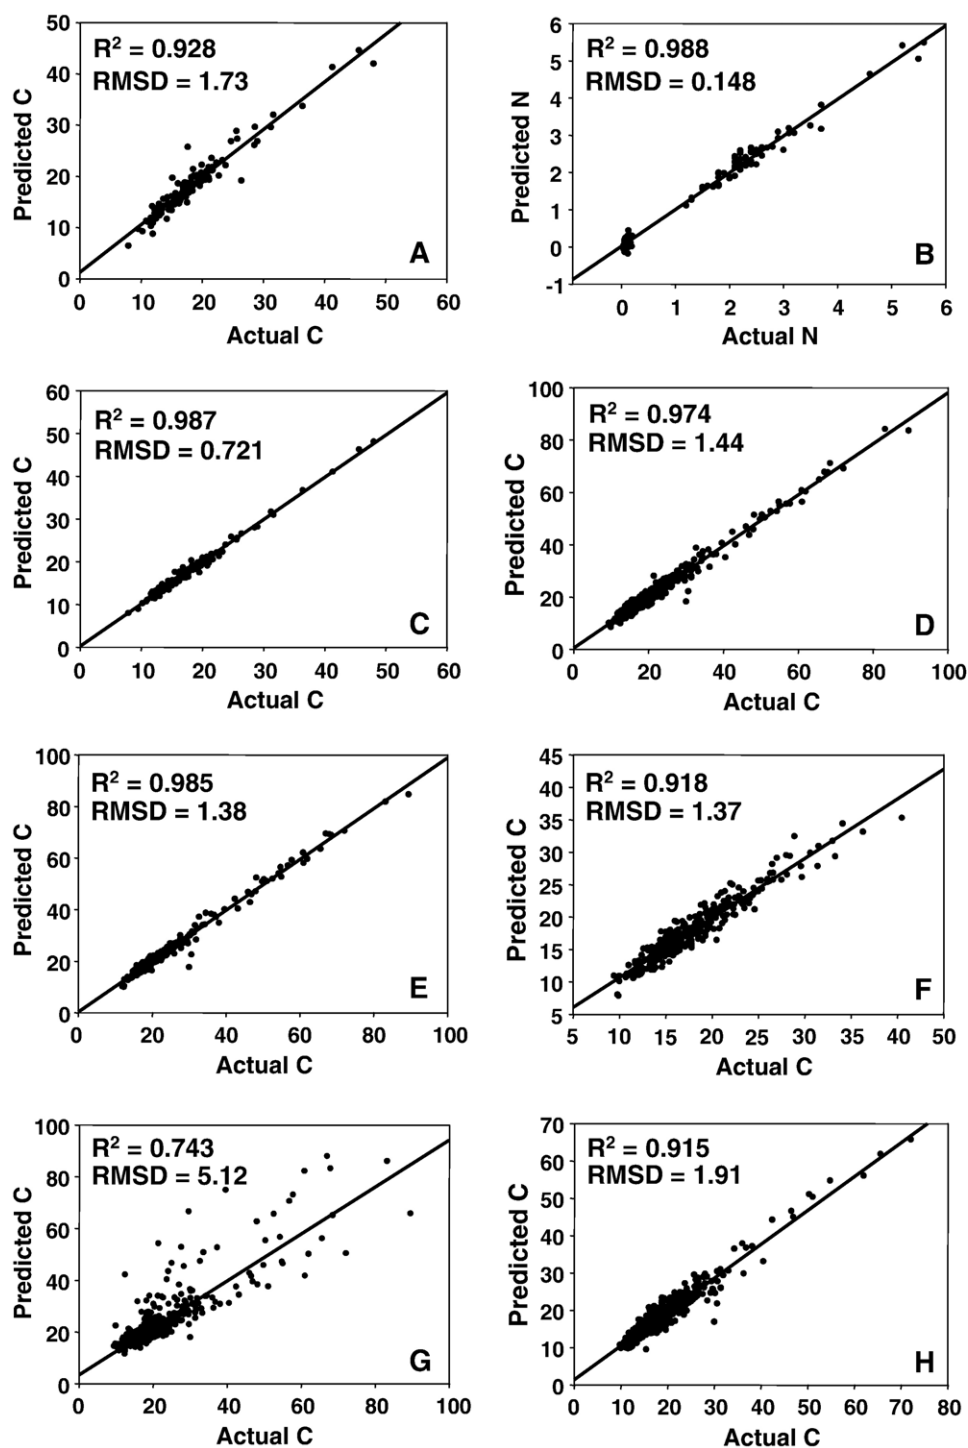 R² = 0.928
RMSD = 1.73
Predicted C
50
40
30
20
10
0
0 10 20 30 40 50 60
Actual C
A
R² = 0.988
RMSD = 0.148
Predicted N
6
5
4
3
2
1
0
-1
0 1 2 3 4 5 6
Actual N
B
R² = 0.987
RMSD = 0.721
Predicted C
60
50
40
30
20
10
0
0 10 20 30 40 50 60
Actual C
C
R² = 0.974
RMSD = 1.44
Predicted C
100
80
60
40
20
0
0 20 40 60 80 100
Actual C
D
R² = 0.985
RMSD = 1.38
Predicted C
100
80
60
40
20
0
0 20 40 60 80 100
Actual C
E
R² = 0.918
RMSD = 1.37
Predicted C
45
40
35
30
25
20
15
10
5
5 10 15 20 25 30 35 40 45 50
Actual C
F
R² = 0.743
RMSD = 5.12
Predicted C
100
80
60
40
20
0
0 20 40 60 80 100
Actual C
G
R² = 0.915
RMSD = 1.91
Predicted C
70
60
50
40
30
20
10
0
0 10 20 30 40 50 60 70 80
Actual C
H